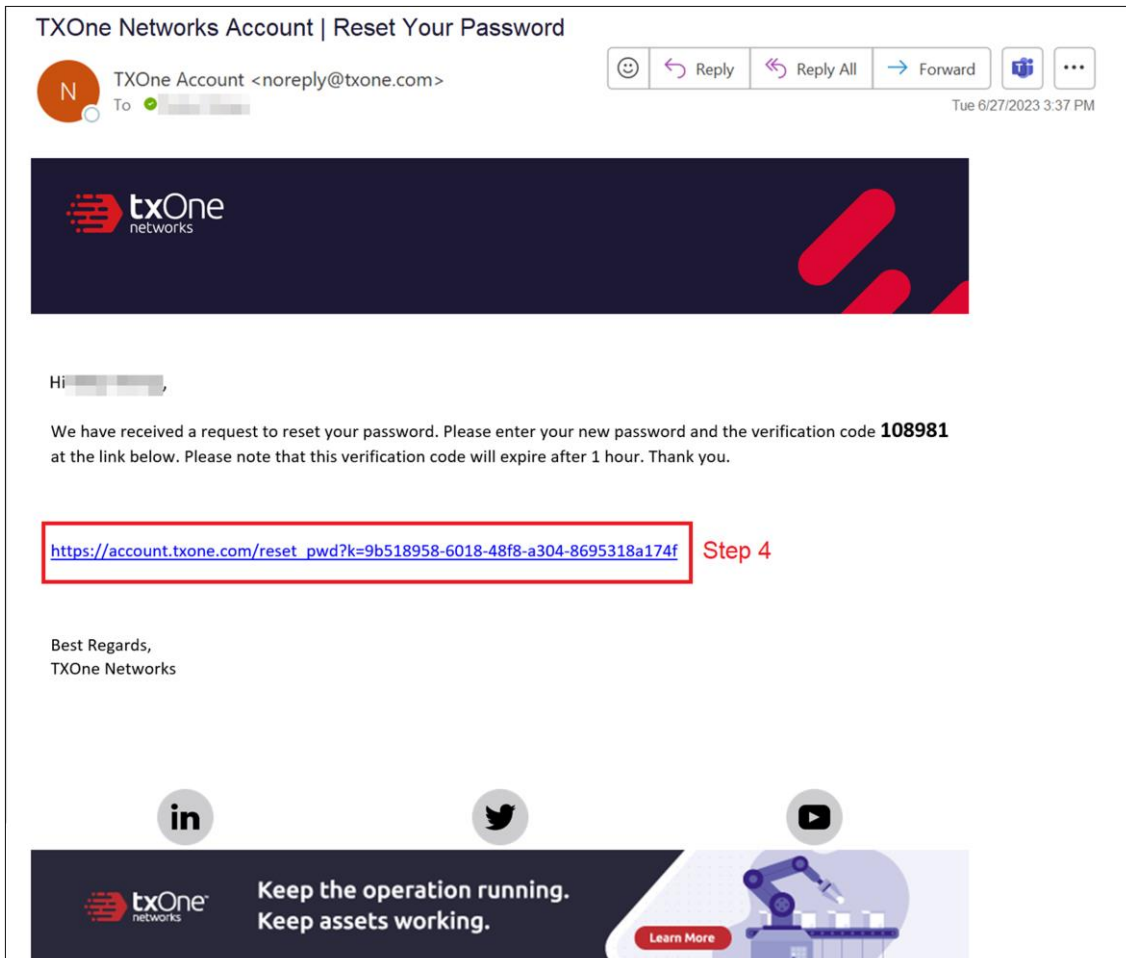 TXOne Networks Account | Reset Your Password
N
TXOne Account <noreply@txone.com>
To
Reply
Reply All
Forward
Tue 6/27/2023 3:37 PM
txOne
networks
Hi ,
We have received a request to reset your password. Please enter your new password and the verification code 108981
at the link below. Please note that this verification code will expire after 1 hour. Thank you.
https://account.txone.com/reset_pwd?k=9b518958-6018-48f8-a304-8695318a174f
Step 4
Best Regards,
TXOne Networks
in
txOne
networks
Keep the operation running.
Keep assets working.
Learn More